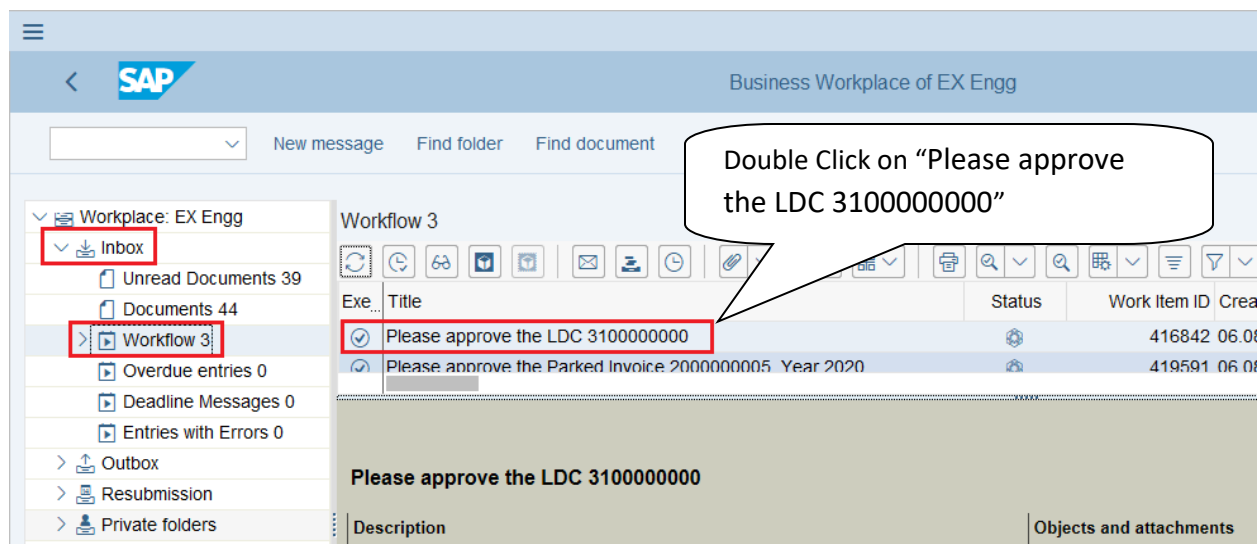 SAP
Business Workplace of EX Engg
New message Find folder Find document
Double Click on “Please approve
the LDC 3100000000”
Workplace: EX Engg
Inbox
Unread Documents 39
Documents 44
Workflow 3
Overdue entries 0
Deadline Messages 0
Entries with Errors 0
Outbox
Resubmission
Private folders
Workflow 3
Exe... Title Status Work Item ID Crea
Please approve the LDC 3100000000 416842 06.08
Please approve the Parked Invoice 2000000005 Year 2020 419591 06.08
Please approve the LDC 3100000000
Description Objects and attachments